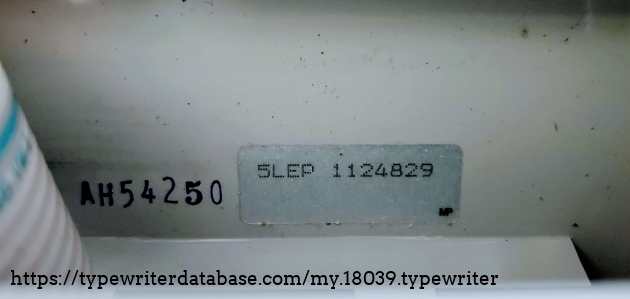 AH54250
5LEP 1124829
MP
https://typewriterdatabase.com/my.18039.typewriter